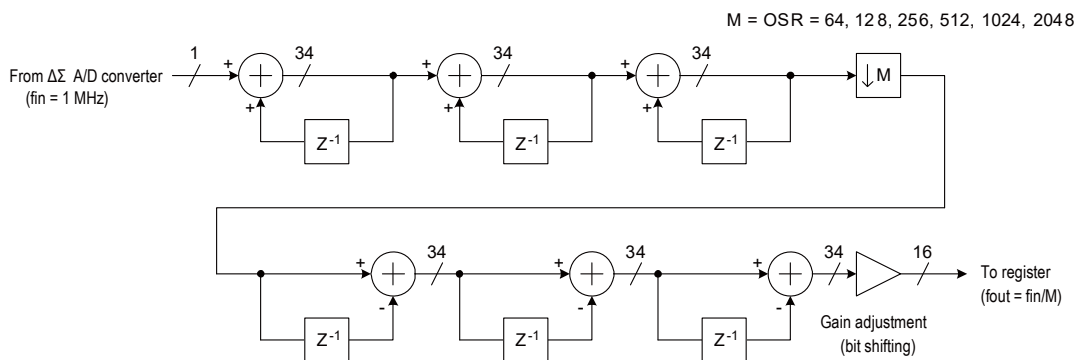 M = OSR = 64, 128, 256, 512, 1024, 2048
1
34
34
34
From ΔΣ A/D converter
(fin = 1 MHz)
+
+
+
+
+
+
↓ M
Z-1
Z-1
Z-1
34
34
34
16
+
+
+
-
-
-
To register
(fout = fin/M)
Z-1
Z-1
Z-1
Gain adjustment
(bit shifting)